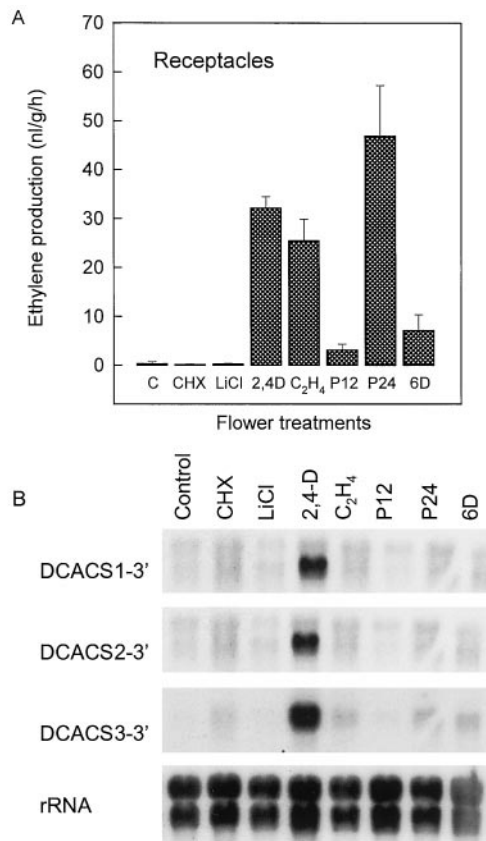 A
70
60
50
40
30
20
10
0
Ethylene production (nl/g/h)
Receptacles
C CHX LiCl 2,4D C₂H₄ P12 P24 6D
Flower treatments
B
Control CHX LiCl 2,4-D C₂H₄ P12 P24 6D
DCACS1-3'
DCACS2-3'
DCACS3-3'
rRNA